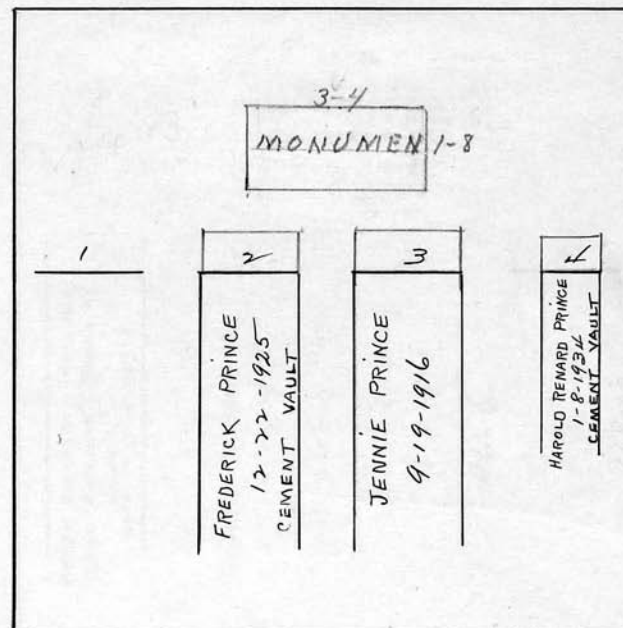 3-4
MONUMEN 1-8
1
2
3
4
FREDERICK PRINCE
12-22-1925
CEMENT VAULT
JENNIE PRINCE
9-19-1916
HAROLD RENARD PRINCE
1-8-1934
CEMENT VAULT